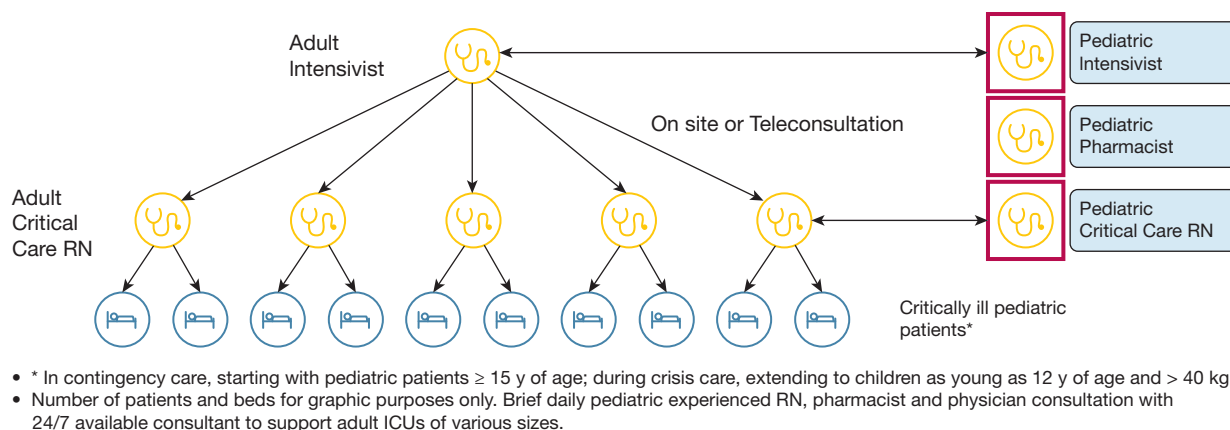 Adult
Intensivist
Pediatric
Intensivist
On site or Teleconsultation
Pediatric
Pharmacist
Adult
Critical
Care RN
Pediatric
Critical Care RN
Critically ill pediatric
patients*
• * In contingency care, starting with pediatric patients ≥ 15 y of age; during crisis care, extending to children as young as 12 y of age and > 40 kg
• Number of patients and beds for graphic purposes only. Brief daily pediatric experienced RN, pharmacist and physician consultation with
24/7 available consultant to support adult ICUs of various sizes.